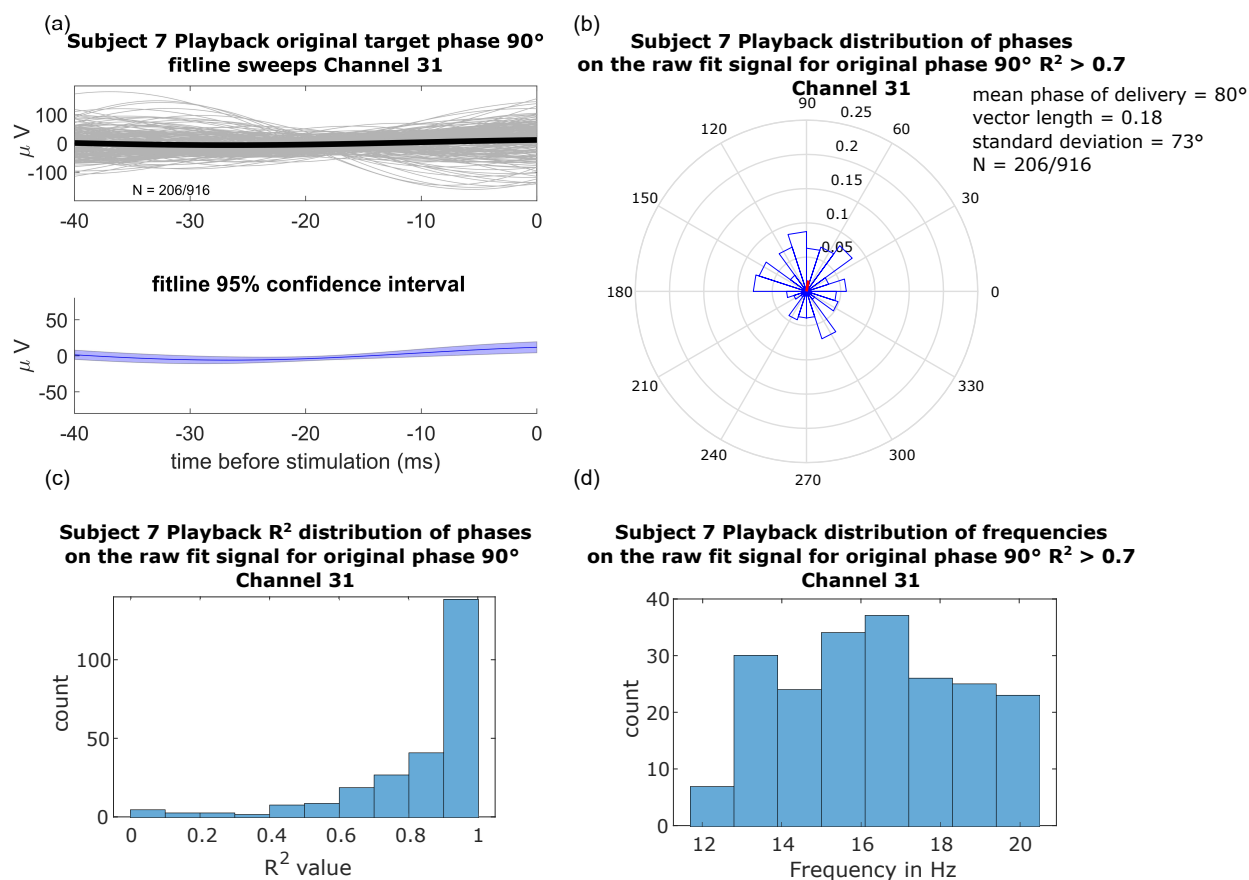 (a)
Subject 7 Playback original target phase 90°
fitline sweeps Channel 31
100
0
-100
μ V
N = 206/916
-40
-30
-20
-10
0
fitline 95% confidence interval
50
0
-50
μ V
-40
-30
-20
-10
0
time before stimulation (ms)
(b)
Subject 7 Playback distribution of phases
on the raw fit signal for original phase 90° R² > 0.7
Channel 31
mean phase of delivery = 80°
vector length = 0.18
standard deviation = 73°
N = 206/916
90
0.25
120
60
0.2
0.15
150
30
0.1
0.05
180
0
210
330
240
300
270
(c)
Subject 7 Playback R² distribution of phases
on the raw fit signal for original phase 90°
Channel 31
100
50
0
count
0
0.2
0.4
0.6
0.8
1
R² value
(d)
Subject 7 Playback distribution of frequencies
on the raw fit signal for original phase 90° R² > 0.7
Channel 31
40
30
20
10
0
count
12
14
16
18
20
Frequency in Hz